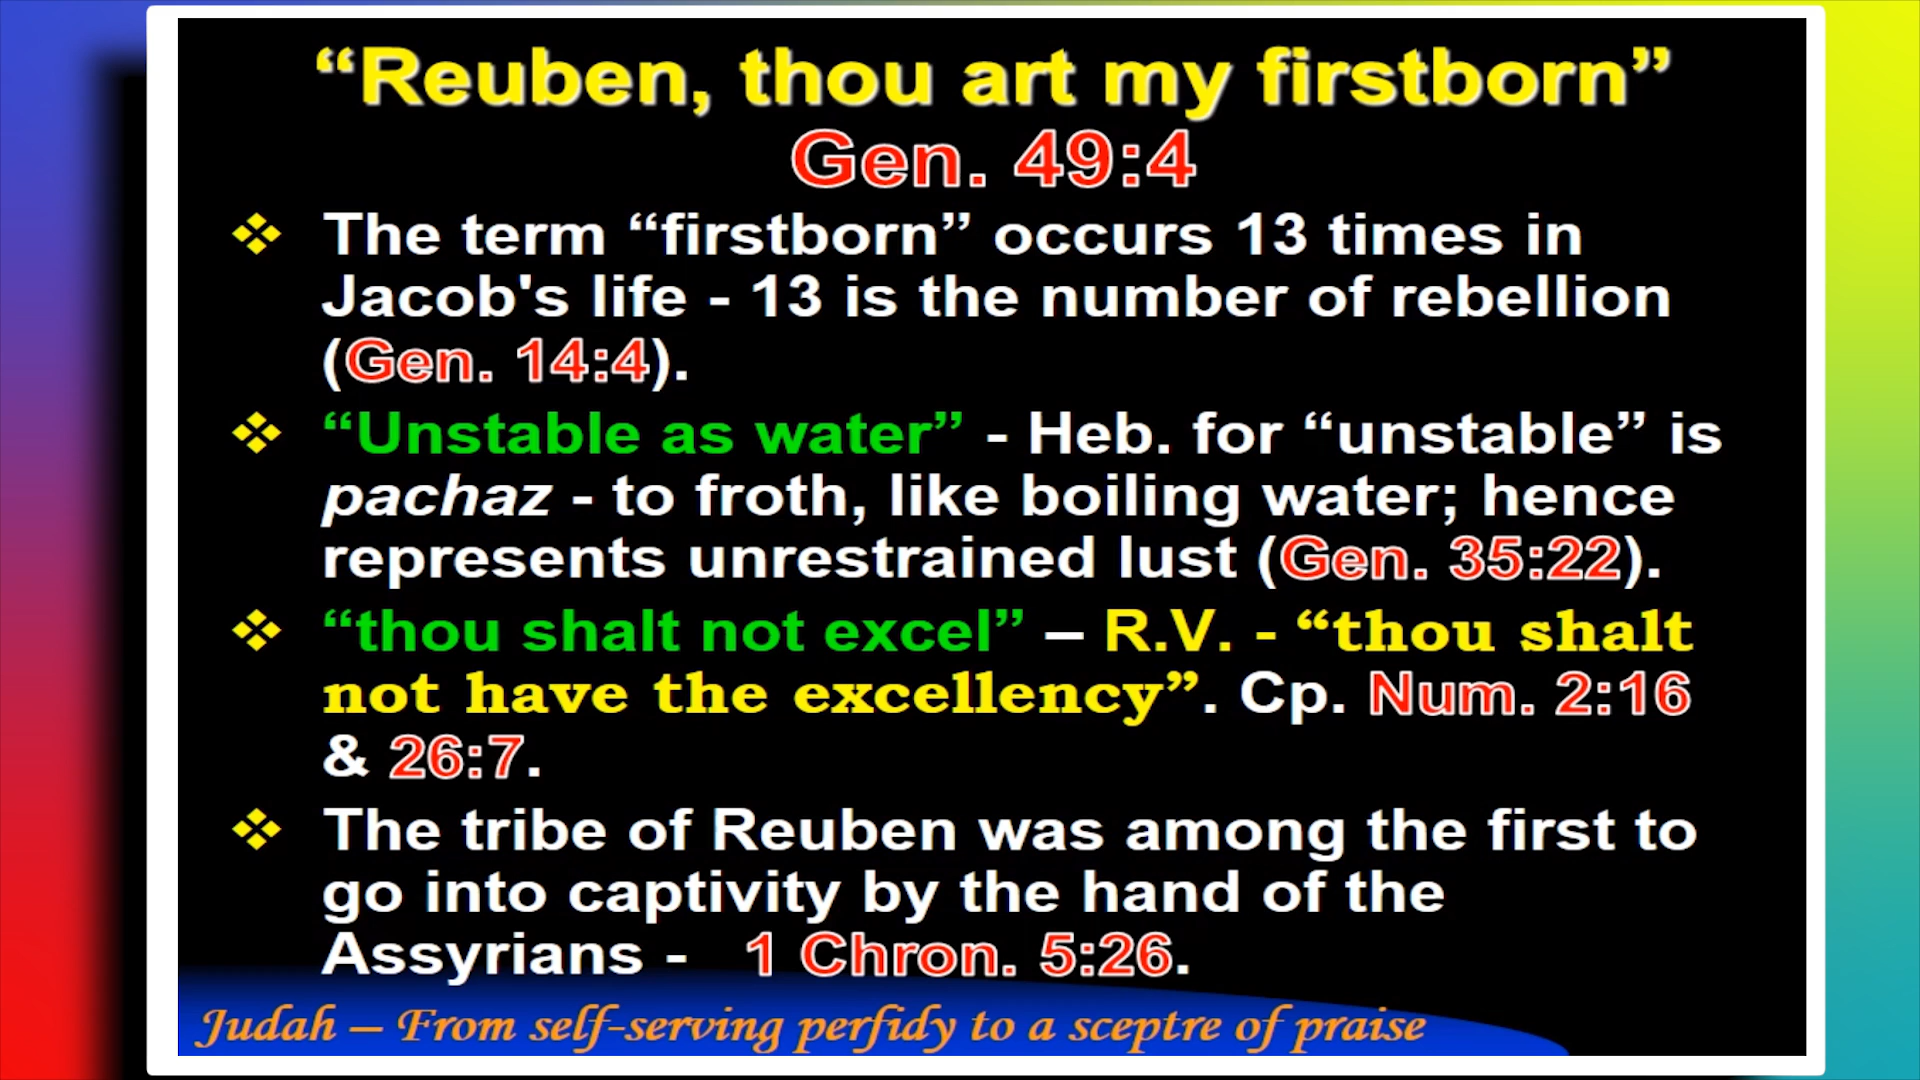 “Reuben, thou art my firstborn”
Gen. 49:4
❖ The term “firstborn” occurs 13 times in
Jacob's life - 13 is the number of rebellion
(Gen. 14:4).
❖ “Unstable as water” - Heb. for “unstable” is
pachaz - to froth, like boiling water; hence
represents unrestrained lust (Gen. 35:22).
❖ “thou shalt not excel” – R.V. - “thou shalt
not have the excellency”. Cp. Num. 2:16
& 26:7.
❖ The tribe of Reuben was among the first to
go into captivity by the hand of the
Assyrians - 1 Chron. 5:26.
Judah – From self-serving perfidy to a sceptre of praise